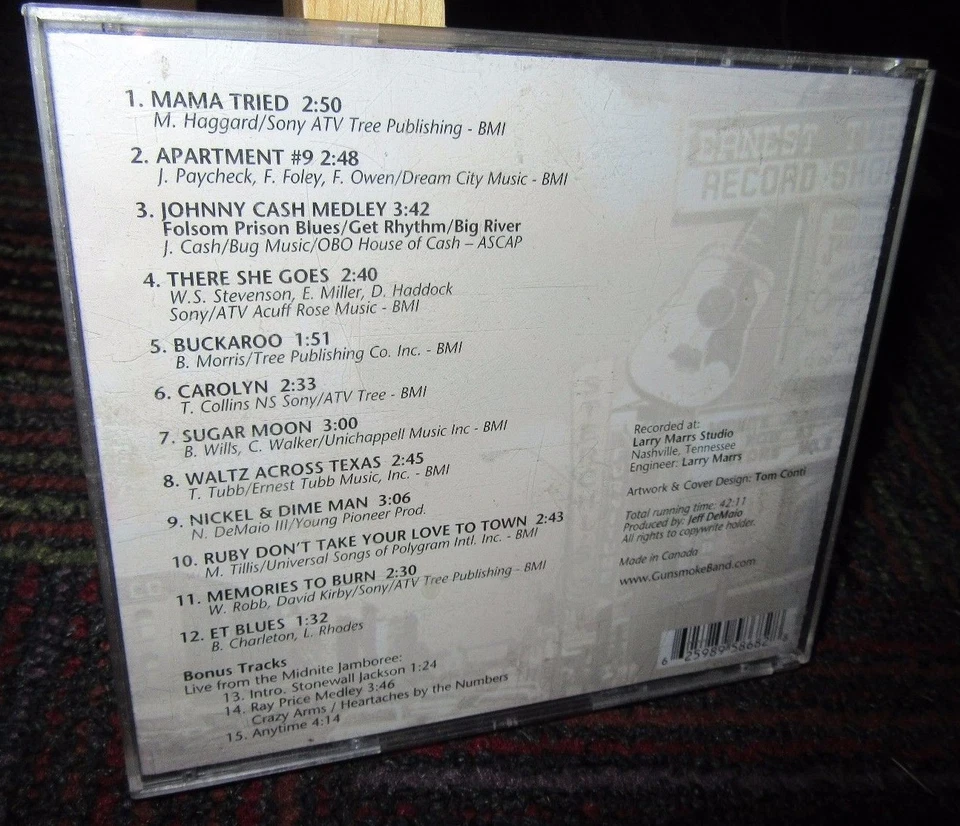 1. MAMA TRIED 2:50
M. Haggard/Sony ATV Tree Publishing - BMI
2. APARTMENT #9 2:48
J. Paycheck, F. Foley, F. Owen/Dream City Music - BMI
3. JOHNNY CASH MEDLEY 3:42
Folsom Prison Blues/Get Rhythm/Big River
J. Cash/Bug Music/OBO House of Cash – ASCAP
4. THERE SHE GOES 2:40
W.S. Stevenson, E. Miller, D. Haddock
Sony/ATV Acuff Rose Music - BMI
5. BUCKAROO 1:51
B. Morris/Tree Publishing Co. Inc. - BMI
6. CAROLYN 2:33
T. Collins NS Sony/ATV Tree - BMI
7. SUGAR MOON 3:00
B. Wills, C. Walker/Unichappell Music Inc - BMI
8. WALTZ ACROSS TEXAS 2:45
T. Tubb/Ernest Tubb Music, Inc. - BMI
9. NICKEL & DIME MAN 3:06
N. DeMaio III/Young Pioneer Prod.
10. RUBY DON'T TAKE YOUR LOVE TO TOWN 2:43
M. Tillis/Universal Songs of Polygram Intl. Inc. - BMI
11. MEMORIES TO BURN 2:30
W. Robb, David Kirby/Sony/ATV Tree Publishing - BMI
12. ET BLUES 1:32
B. Charleton, L. Rhodes
Bonus Tracks
Live from the Midnite Jamboree:
13. Intro. Stonewall Jackson 1:24
14. Ray Price Medley 3:46
Crazy Arms / Heartaches by the Numbers
15. Anytime 4:14
ERNEST
RECORD SHO
Recorded at:
Larry Marrs Studio
Nashville, Tennessee
Engineer: Larry Marrs
Artwork & Cover Design: Tom Conti
Total running time: 42:11
Produced by: Jeff DeMaio
All rights to copywrite holder.
Made in Canada
www.GunsmokeBand.com
6 25989 58682 8